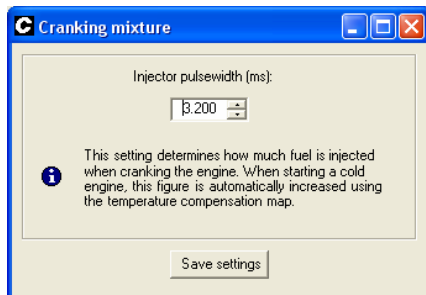 C Cranking mixture
Injector pulsewidth (ms):
3.200
This setting determines how much fuel is injected
when cranking the engine. When starting a cold
engine, this figure is automatically increased using
the temperature compensation map.
Save settings